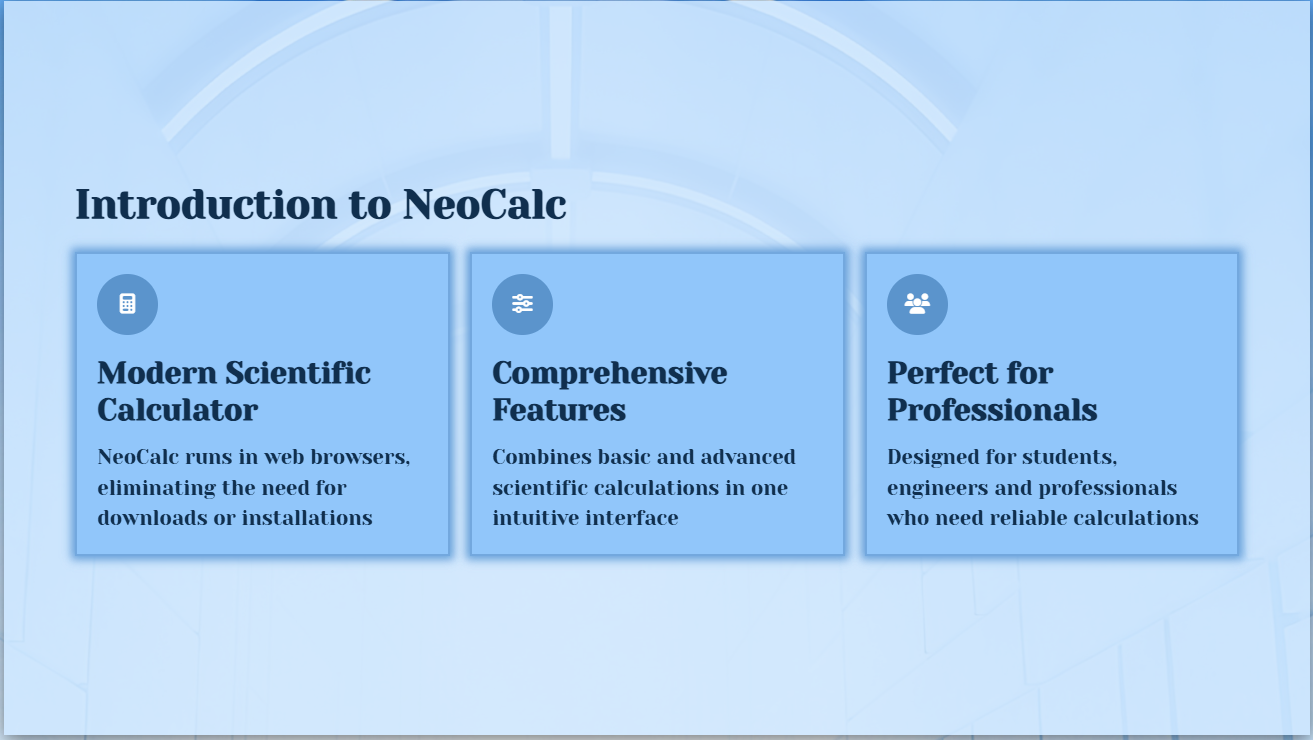 Introduction to NeoCalc
Modern Scientific
Calculator
NeoCalc runs in web browsers,
eliminating the need for
downloads or installations
Comprehensive
Features
Combines basic and advanced
scientific calculations in one
intuitive interface
Perfect for
Professionals
Designed for students,
engineers and professionals
who need reliable calculations